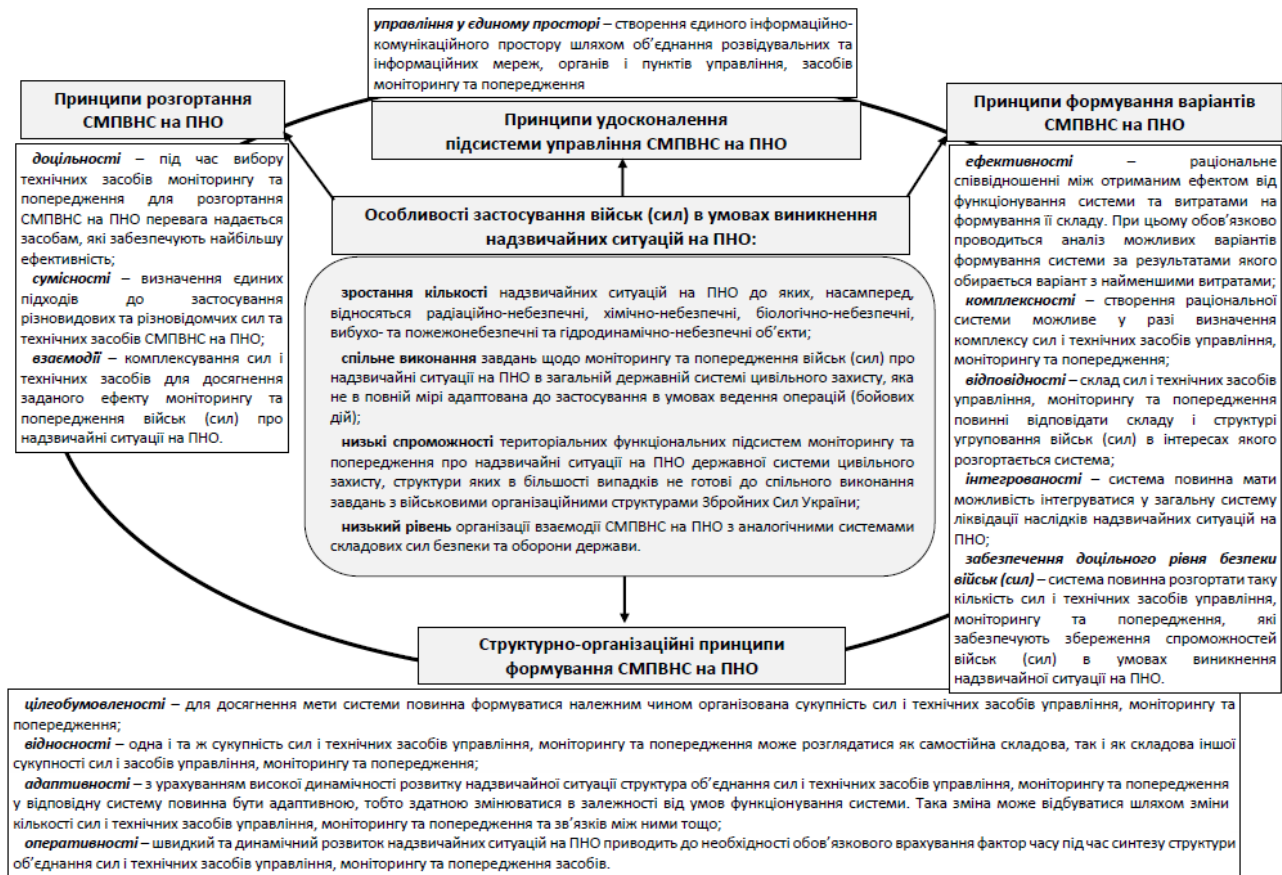 управління у єдиному просторі – створення єдиного інформаційно-
комунікаційного простору шляхом об’єднання розвідувальних та
інформаційних мереж, органів і пунктів управління, засобів
моніторингу та попередження
Принципи розгортання
СМПВНС на ПНО
Принципи удосконалення
підсистеми управління СМПВНС на ПНО
Принципи формування варіантів
СМПВНС на ПНО
доцільності – під час вибору
технічних засобів моніторингу та
попередження для розгортання
СМПВНС на ПНО перевага надається
засобам, які забезпечують найбільшу
ефективність;
сумісності – визначення єдиних
підходів до застосування
різновидових та різновідомчих сил та
технічних засобів СМПВНС на ПНО;
взаємодії – комплексування сил і
технічних засобів для досягнення
заданого ефекту моніторингу та
попередження військ (сил) про
надзвичайні ситуації на ПНО.
Особливості застосування військ (сил) в умовах виникнення
надзвичайних ситуацій на ПНО:
зростання кількості надзвичайних ситуацій на ПНО до яких, насамперед,
відносяться радіаційно-небезпечні, хімічно-небезпечні, біологічно-небезпечні,
вибухо- та пожежонебезпечні та гідродинамічно-небезпечні об’єкти;
спільне виконання завдань щодо моніторингу та попередження військ (сил) про
надзвичайні ситуації на ПНО в загальній державній системі цивільного захисту, яка
не в повній мірі адаптована до застосування в умовах ведення операцій (бойових
дій);
низькі спроможності територіальних функціональних підсистем моніторингу та
попередження про надзвичайні ситуації на ПНО державної системи цивільного
захисту, структури яких в більшості випадків не готові до спільного виконання
завдань з військовими організаційними структурами Збройних Сил України;
низький рівень організації взаємодії СМПВНС на ПНО з аналогічними системами
складових сил безпеки та оборони держави.
ефективності – раціональне
співвідношенні між отриманим ефектом від
функціонування системи та витратами на
формування її складу. При цьому обов’язково
проводиться аналіз можливих варіантів
формування системи за результатами якого
обирається варіант з найменшими витратами;
комплексності – створення раціональної
системи можливе у разі визначення
комплексу сил і технічних засобів управління,
моніторингу та попередження;
відповідності – склад сил і технічних засобів
управління, моніторингу та попередження
повинні відповідати складу і структурі
угруповання військ (сил) в інтересах якого
розгортається система;
інтегрованості – система повинна мати
можливість інтегруватися у загальну систему
ліквідації наслідків надзвичайних ситуацій на
ПНО;
забезпечення доцільного рівня безпеки
військ (сил) – система повинна розгортати таку
кількість сил і технічних засобів управління,
моніторингу та попередження, які
забезпечують збереження спроможностей
військ (сил) в умовах виникнення
надзвичайної ситуації на ПНО.
Структурно-організаційні принципи
формування СМПВНС на ПНО
цілеобумовленості – для досягнення мети системи повинна формуватися належним чином організована сукупність сил і технічних засобів управління, моніторингу та
попередження;
відносності – одна і та ж сукупність сил і технічних засобів управління, моніторингу та попередження може розглядатися як самостійна складова, так і як складова іншої
сукупності сил і засобів управління, моніторингу та попередження;
адаптивності – з урахуванням високої динамічності розвитку надзвичайної ситуації структура об’єднання сил і технічних засобів управління, моніторингу та попередження
у відповідну систему повинна бути адаптивною, тобто здатною змінюватися в залежності від умов функціонування системи. Така зміна може відбуватися шляхом зміни
кількості сил і технічних засобів управління, моніторингу та попередження та зв’язків між ними тощо;
оперативності – швидкий та динамічний розвиток надзвичайних ситуацій на ПНО приводить до необхідності обов’язкового врахування фактор часу під час синтезу структури
об’єднання сил і технічних засобів управління, моніторингу та попередження засобів.